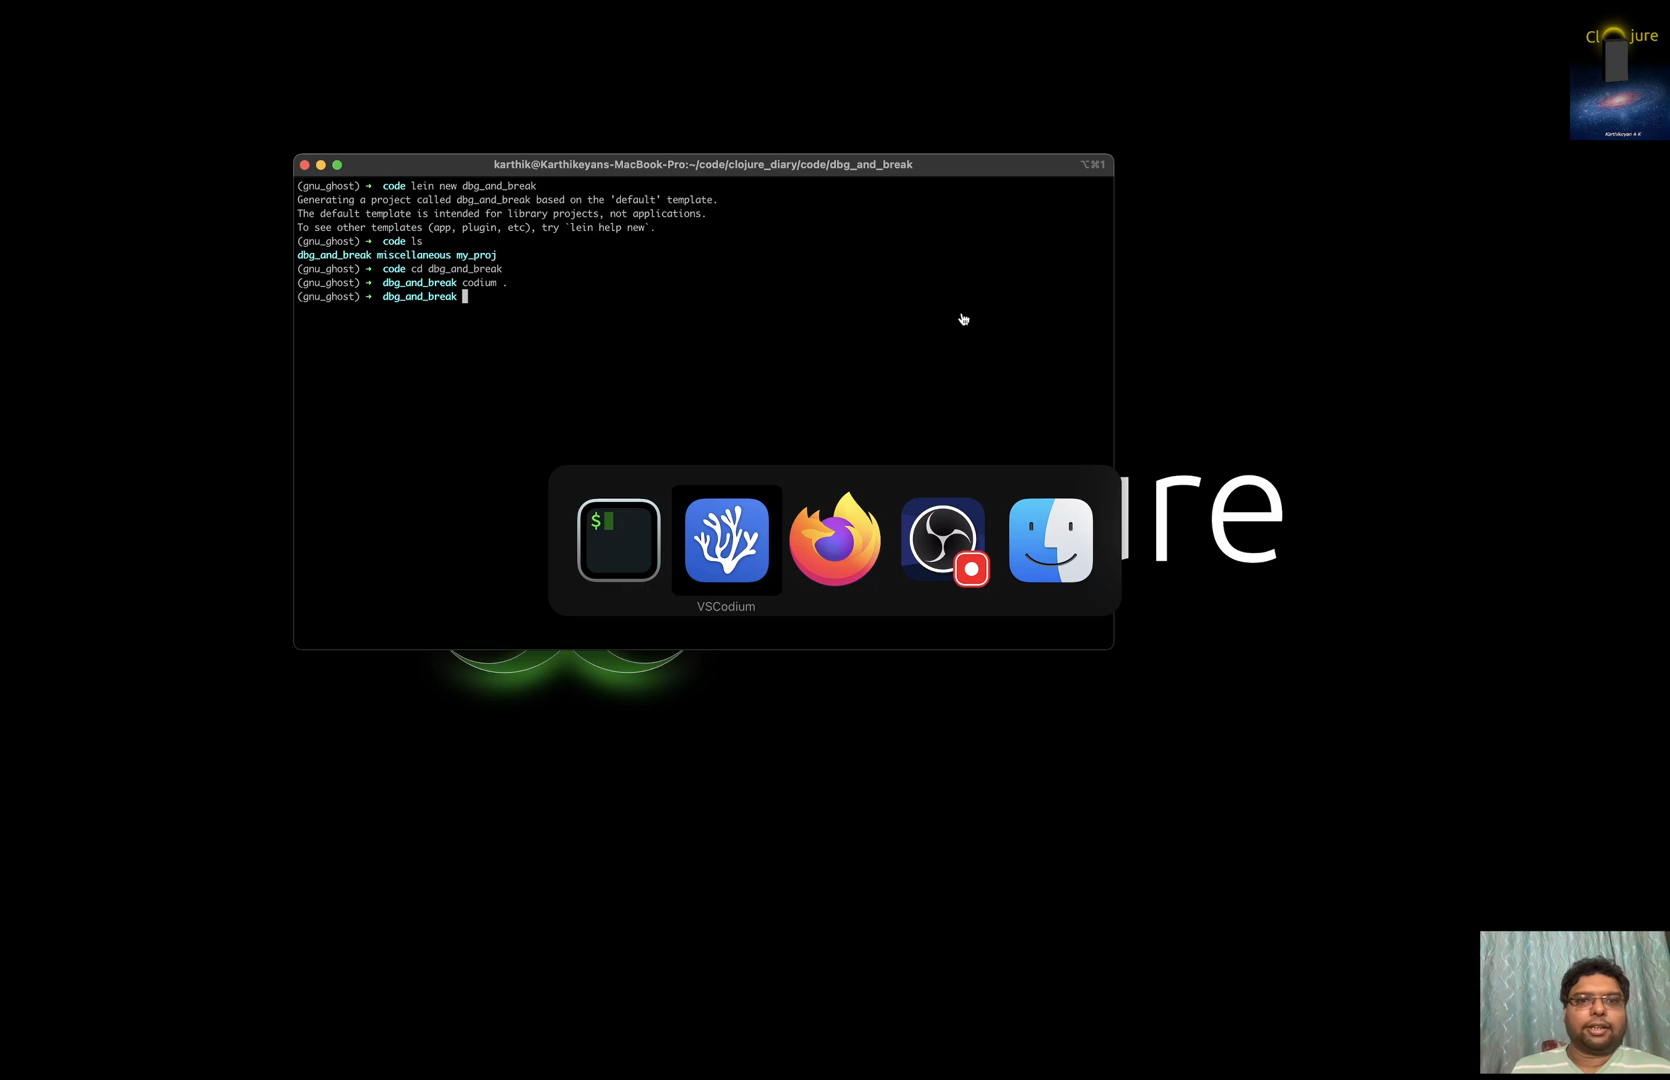 Cl jure
Karthikeyan A K
karthik@Karthikeyans-MacBook-Pro:~/code/clojure_diary/code/dbg_and_break
⌥⌘1
(gnu_ghost) ➜ code lein new dbg_and_break
Generating a project called dbg_and_break based on the 'default' template.
The default template is intended for library projects, not applications.
To see other templates (app, plugin, etc), try `lein help new`.
(gnu_ghost) ➜ code ls
dbg_and_break miscellaneous my_proj
(gnu_ghost) ➜ code cd dbg_and_break
(gnu_ghost) ➜ dbg_and_break codium .
(gnu_ghost) ➜ dbg_and_break
ure
$
VSCodium